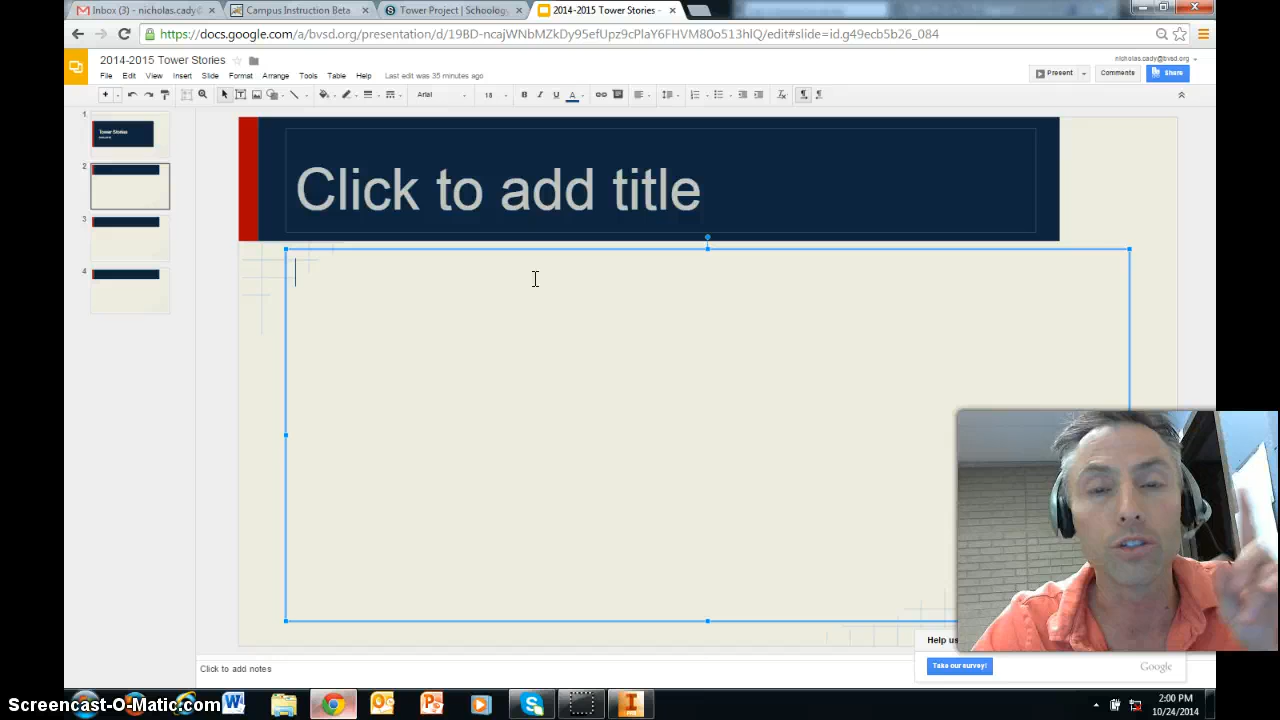 Inbox (3) - nicholas.cady@
Campus Instruction Beta
Tower Project | Schoology
2014-2015 Tower Stories -
https://docs.google.com/a/bvsd.org/presentation/d/19BD-ncajWNbMZkDy95efUpz9cPlaY6FHVM80o513hlQ/edit#slide=id.g49ecb5b26_084
2014-2015 Tower Stories
nicholas.cady@bvsd.org
File Edit View Insert Slide Format Arrange Tools Table Help Last edit was 35 minutes ago
Present Comments Share
Arial 18 B I U A
1
Tower Stories
2
3
4
Click to add title
Click to add notes
Help us
Take our survey!
Google
Screencast-O-Matic.com
2:00 PM
10/24/2014